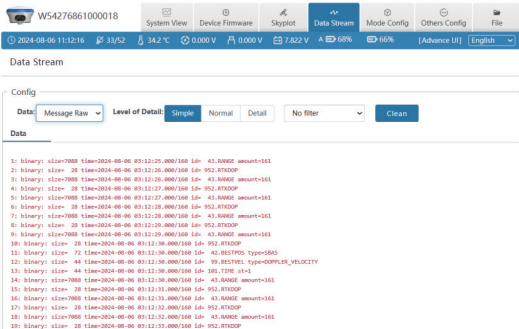 WS4276861000018
System View
Device Firmware
Skyplot
Data Stream
Mode Config
Others Config
File
2024-08-06 11:12:16 33/52 34.2 °C 0.000 V 0.000 V 7.822 V A 68% 66% [Advance UI] English
Data Stream
Config
Data: Message Raw Level of Detail: Simple Normal Detail No filter Clean
Data
1: binary: size=7088 time=2024-08-06 03:12:25.000/160 id= 43.RANGE amount=161
2: binary: size= 28 time=2024-08-06 03:12:26.000/160 id= 952.RTKDOP
3: binary: size=7088 time=2024-08-06 03:12:26.000/160 id= 43.RANGE amount=161
4: binary: size= 28 time=2024-08-06 03:12:27.000/160 id= 952.RTKDOP
5: binary: size=7088 time=2024-08-06 03:12:27.000/160 id= 43.RANGE amount=161
6: binary: size= 28 time=2024-08-06 03:12:28.000/160 id= 952.RTKDOP
7: binary: size=7088 time=2024-08-06 03:12:28.000/160 id= 43.RANGE amount=161
8: binary: size= 28 time=2024-08-06 03:12:29.000/160 id= 952.RTKDOP
9: binary: size=7088 time=2024-08-06 03:12:29.000/160 id= 43.RANGE amount=161
10: binary: size= 28 time=2024-08-06 03:12:30.000/160 id= 952.RTKDOP
11: binary: size= 72 time=2024-08-06 03:12:30.000/160 id= 42.BESTPOS type=SBAS
12: binary: size= 44 time=2024-08-06 03:12:30.000/160 id= 99.BESTVEL type=DOPPLER_VELOCITY
13: binary: size= 44 time=2024-08-06 03:12:30.000/160 id= 101.TIME st=1
14: binary: size=7088 time=2024-08-06 03:12:30.000/160 id= 43.RANGE amount=161
15: binary: size= 28 time=2024-08-06 03:12:31.000/160 id= 952.RTKDOP
16: binary: size=7088 time=2024-08-06 03:12:31.000/160 id= 43.RANGE amount=161
17: binary: size= 28 time=2024-08-06 03:12:32.000/160 id= 952.RTKDOP
18: binary: size=7088 time=2024-08-06 03:12:32.000/160 id= 43.RANGE amount=161
19: binary: size= 28 time=2024-08-06 03:12:33.000/160 id= 952.RTKDOP